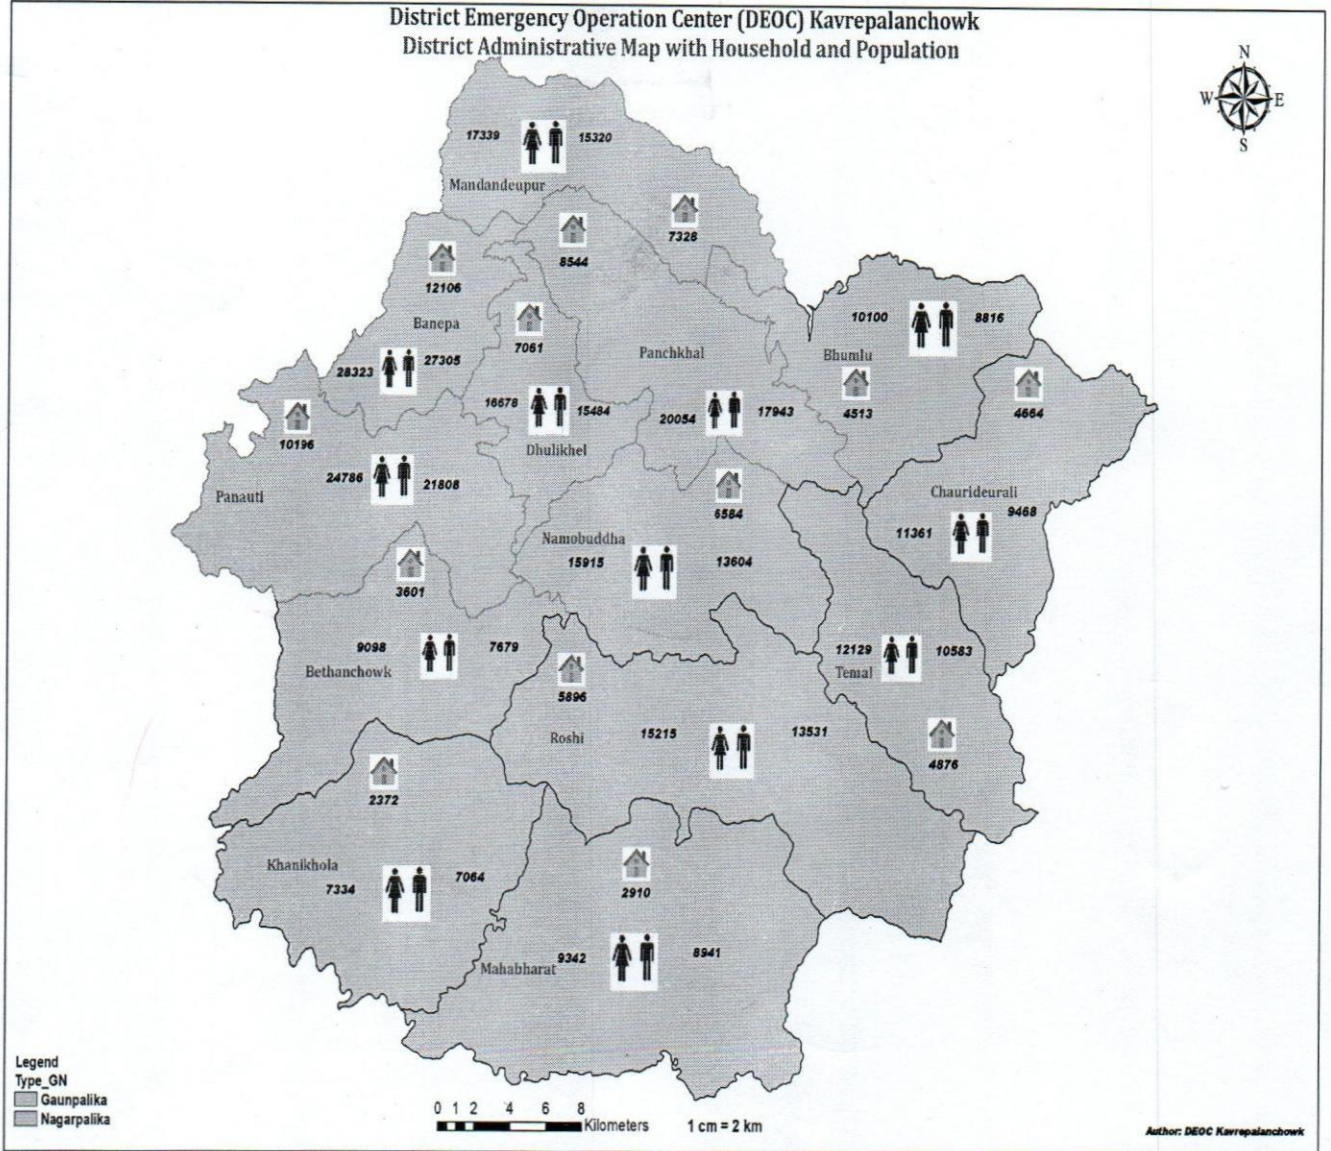 District Emergency Operation Center (DEOC) Kavrepalanchowk
District Administrative Map with Household and Population
N
W E
S
17339 15320
Mandandeupur
7328
8544
12106
Banepa
28323 27305
7061
16678 15484
Dhulikhel
Panchkhal
20054 17943
10100 8816
Bhumlu
4513
4664
Chaurideurali
9468
11361
10196
24786 21808
Panauti
6584
Namobuddha
15915 13604
3601
9098 7679
Bethanchowk
12129 10583
Temal
4876
5896
Roshi
15215 13531
2372
Khanikhola
7334 7064
2910
Mahabharat
9342 8941
Legend
Type_GN
Gaunpalika
Nagarpalika
0 1 2 4 6 8
Kilometers
1 cm = 2 km
Author: DEOC Kavrepalanchowk